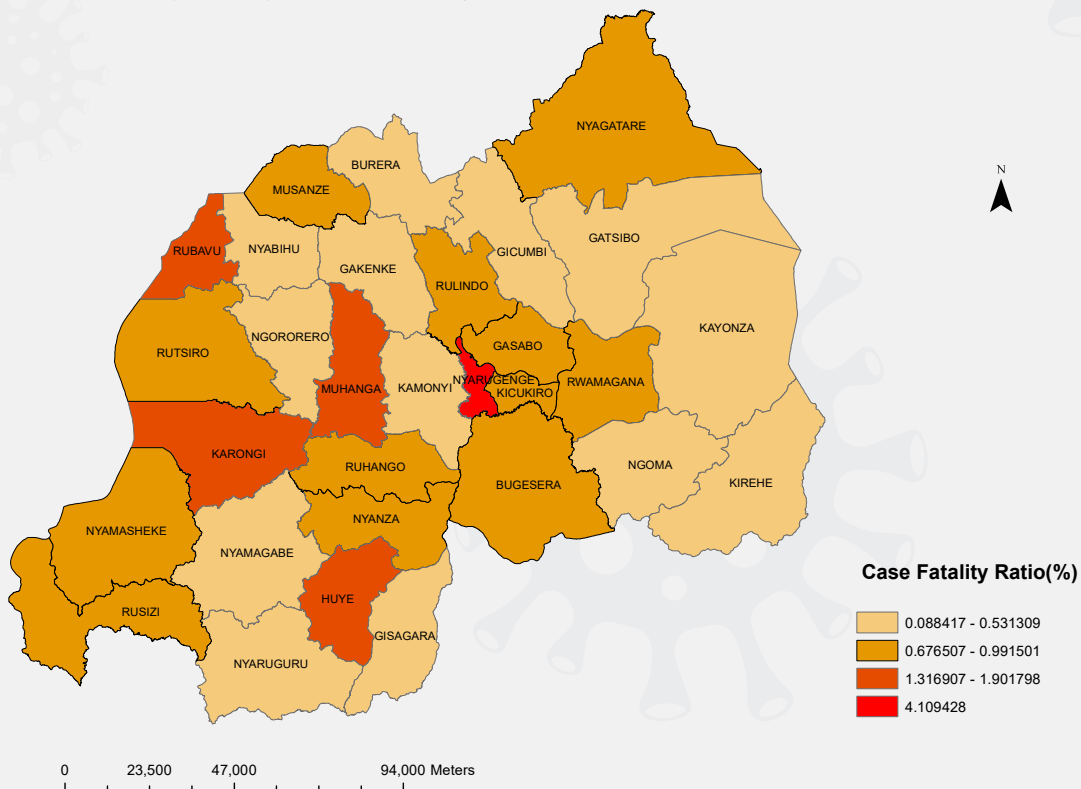 NYAGATARE
BURERA
N
MUSANZE
GATSIBO
RUBAVU
NYABIHU
GICUMBI
GAKENKE
RULINDO
KAYONZA
NGORORERO
GASABO
RUTSIRO
NYARUGENGE
RWAMAGANA
MUHANGA
KAMONYI
KICUKIRO
KARONGI
RUHANGO
NGOMA
KIREHE
BUGESERA
NYANZA
NYAMASHEKE
NYAMAGABE
Case Fatality Ratio(%)
HUYE
RUSIZI
0.088417 - 0.531309
GISAGARA
0.676507 - 0.991501
NYARUGURU
1.316907 - 1.901798
4.109428
0 23,500 47,000 94,000 Meters